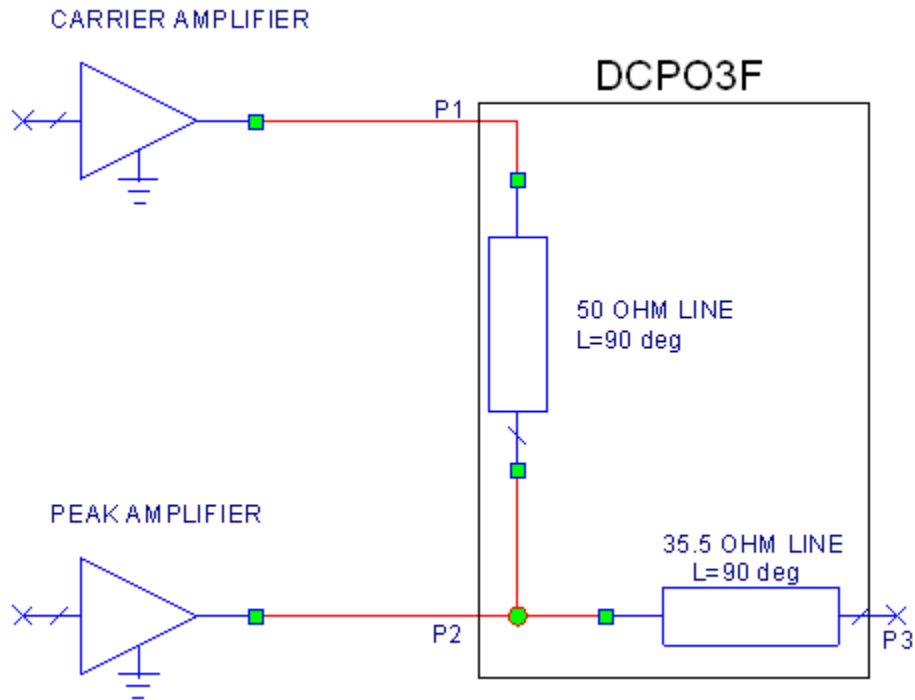 CARRIER AMPLIFIER
DCPO3F
P1
50 OHM LINE
L=90 deg
PEAK AMPLIFIER
35.5 OHM LINE
L=90 deg
P2
P3